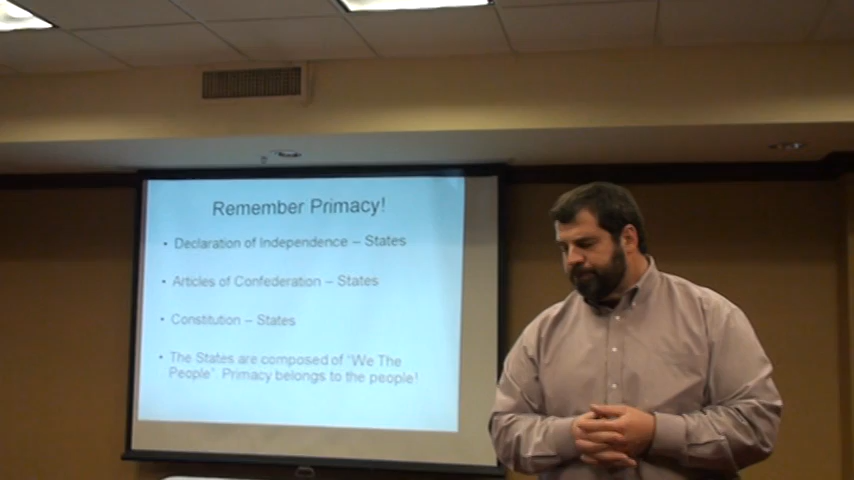 Remember Primacy!
• Declaration of Independence – States
• Articles of Confederation – States
• Constitution – States
• The States are composed of "We The
People". Primacy belongs to the people!